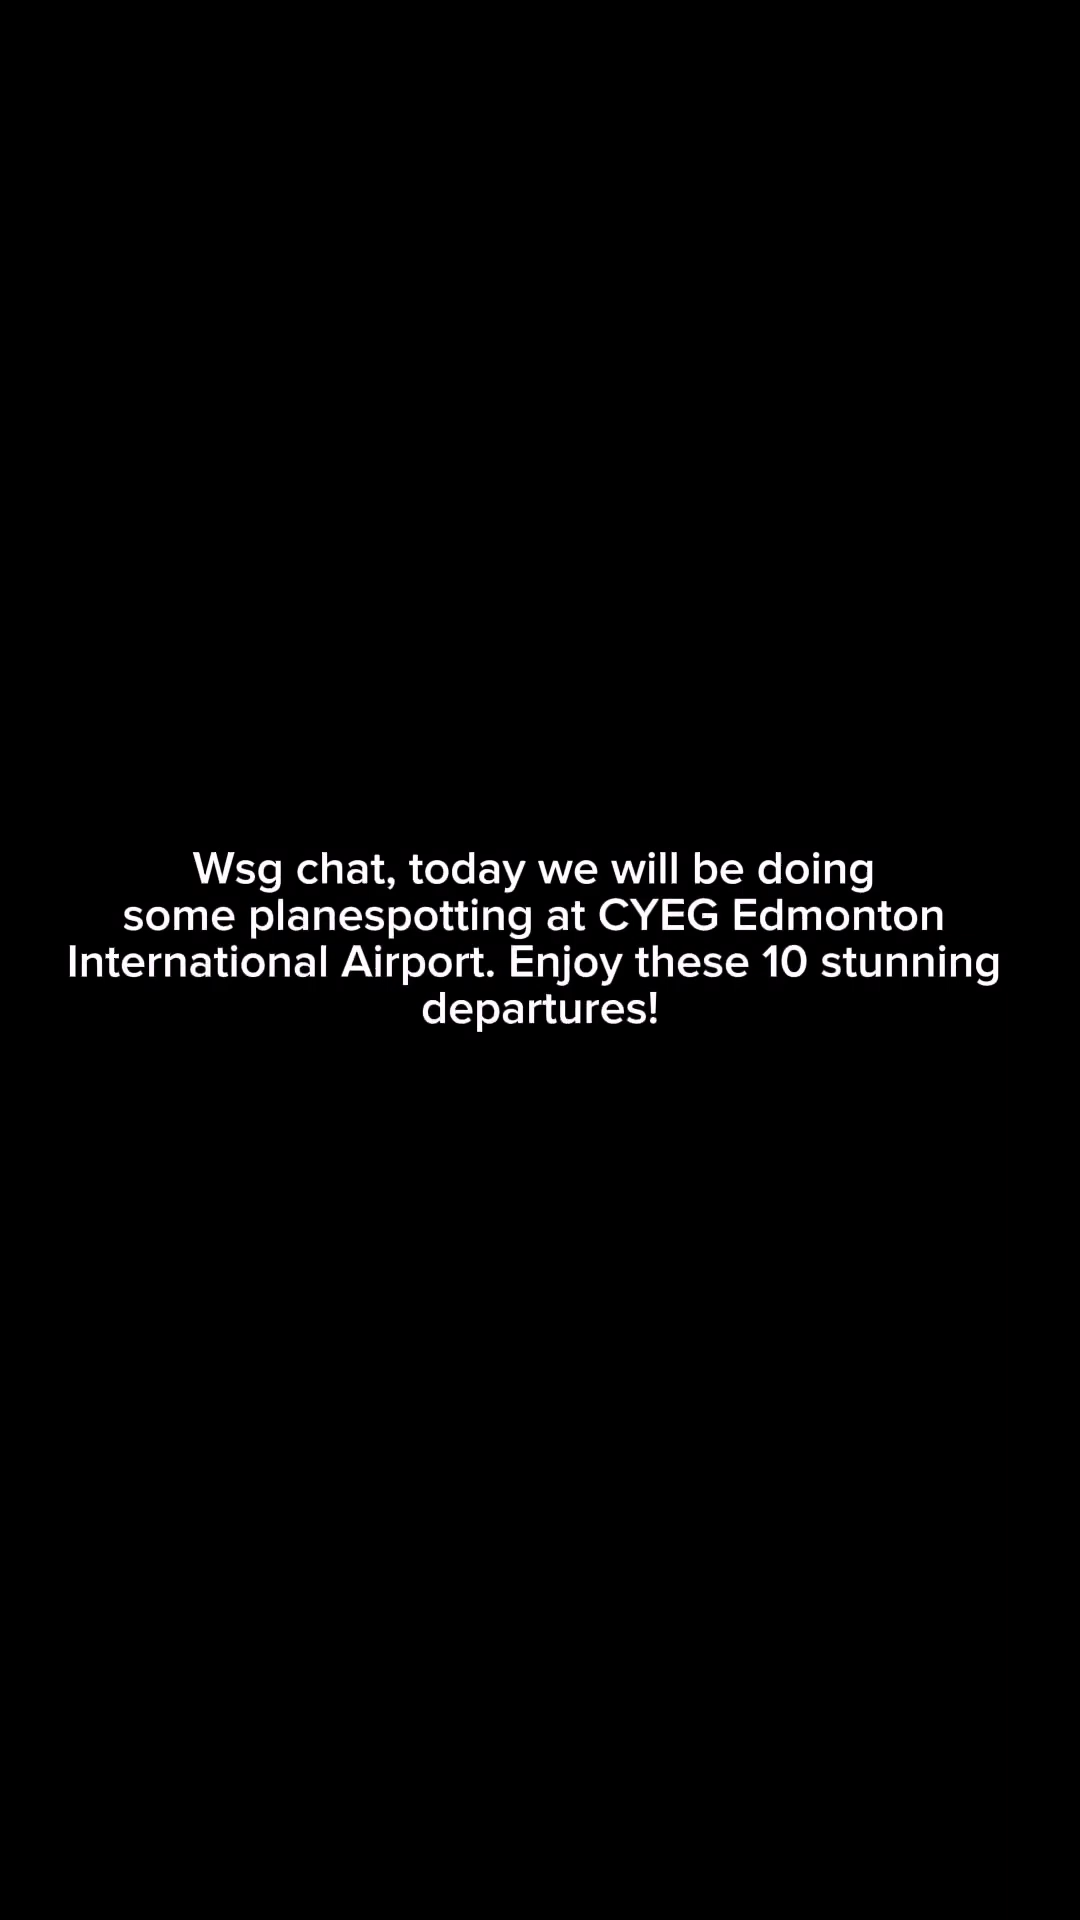 Wsg chat, today we will be doing
some planespotting at CYEG Edmonton
International Airport. Enjoy these 10 stunning
departures!